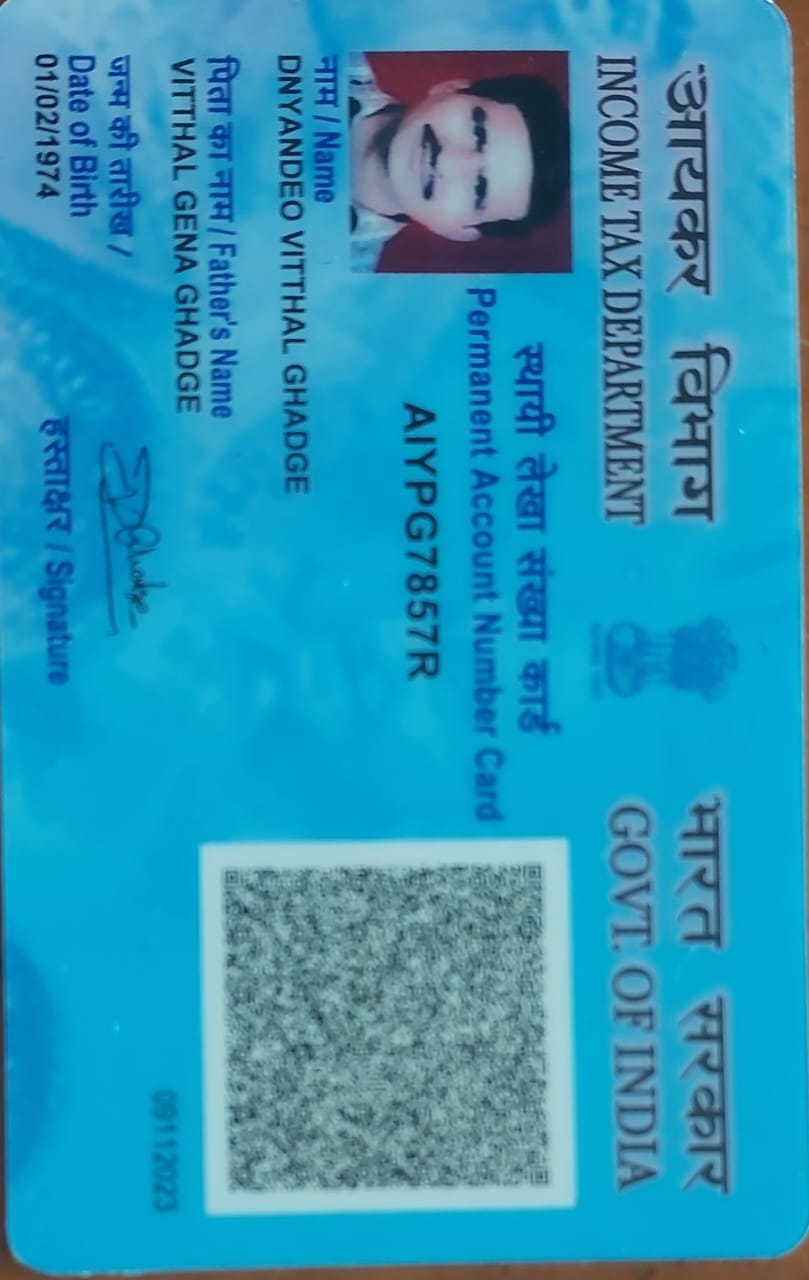 आयकर विभाग
INCOME TAX DEPARTMENT
भारत सरकार
GOVT. OF INDIA
स्थायी लेखा संख्या कार्ड
Permanent Account Number Card
AIYPG7857R
नाम / Name
DNYANDEO VITTHAL GHADGE
पिता का नाम / Father's Name
VITTHAL GENA GHADGE
जन्म की तारीख /
Date of Birth
01/02/1974
DGhadge
हस्ताक्षर / Signature
09112023